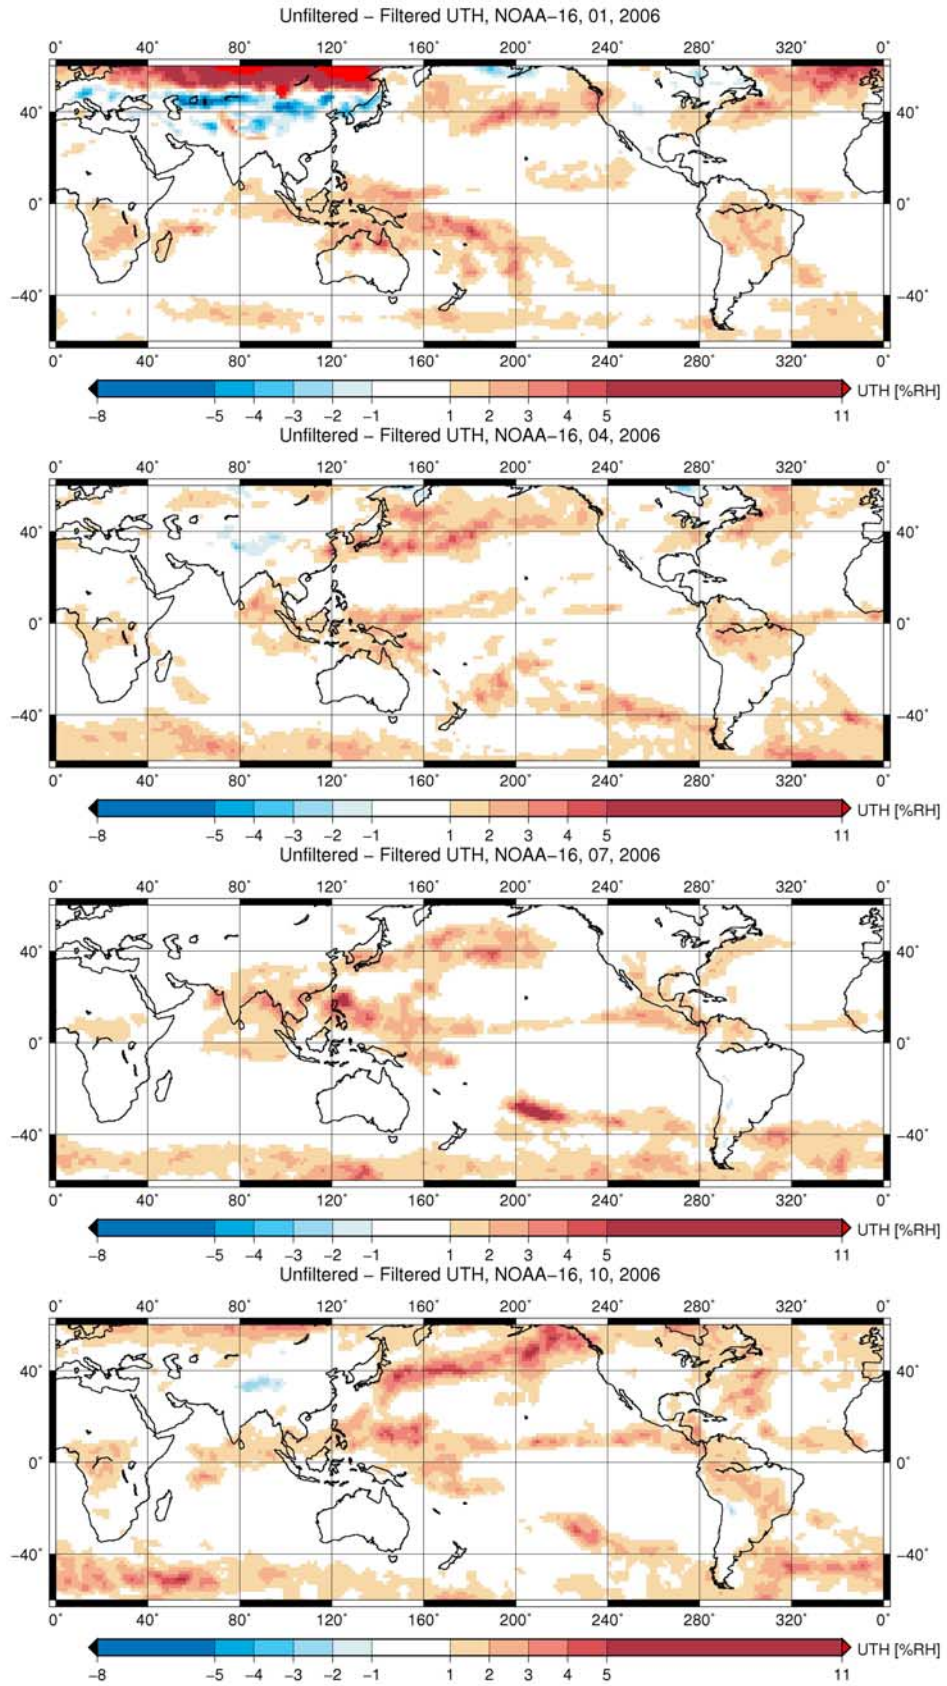 Unfiltered – Filtered UTH, NOAA–16, 01, 2006
0° 40° 80° 120° 160° 200° 240° 280° 320° 0°
40° 40°
0° 0°
−40° −40°
0° 40° 80° 120° 160° 200° 240° 280° 320° 0°
UTH [%RH]
−8 −5 −4 −3 −2 −1 1 2 3 4 5 11
Unfiltered – Filtered UTH, NOAA–16, 04, 2006
0° 40° 80° 120° 160° 200° 240° 280° 320° 0°
40° 40°
0° 0°
−40° −40°
0° 40° 80° 120° 160° 200° 240° 280° 320° 0°
UTH [%RH]
−8 −5 −4 −3 −2 −1 1 2 3 4 5 11
Unfiltered – Filtered UTH, NOAA–16, 07, 2006
0° 40° 80° 120° 160° 200° 240° 280° 320° 0°
40° 40°
0° 0°
−40° −40°
0° 40° 80° 120° 160° 200° 240° 280° 320° 0°
UTH [%RH]
−8 −5 −4 −3 −2 −1 1 2 3 4 5 11
Unfiltered – Filtered UTH, NOAA–16, 10, 2006
0° 40° 80° 120° 160° 200° 240° 280° 320° 0°
40° 40°
0° 0°
−40° −40°
0° 40° 80° 120° 160° 200° 240° 280° 320° 0°
UTH [%RH]
−8 −5 −4 −3 −2 −1 1 2 3 4 5 11